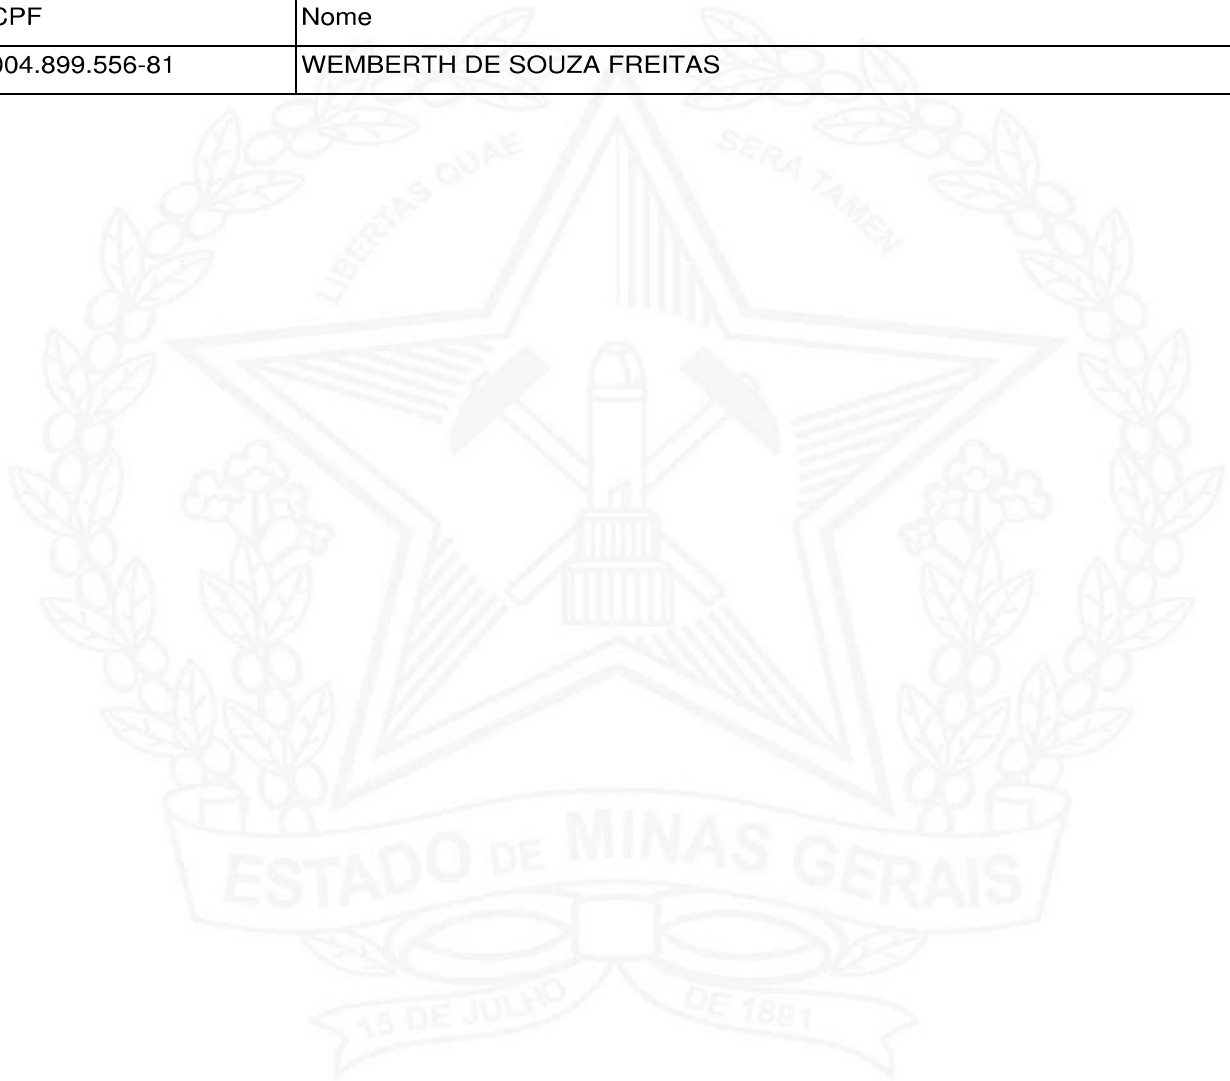 CPF Nome
004.899.556-81 WEMBERTH DE SOUZA FREITAS
LIBERTAS QUAE SERA TAMEN
ESTADO DE MINAS GERAIS
15 DE JULHO DE 1891